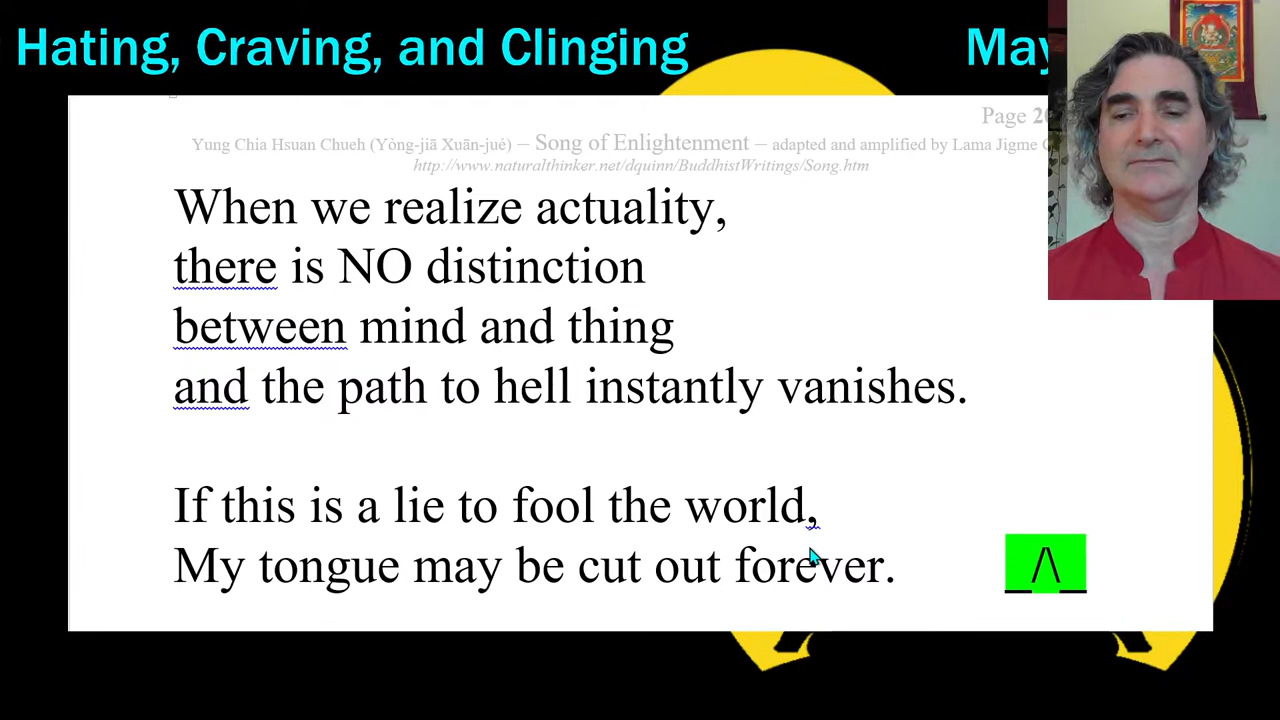 Hating, Craving, and Clinging May
Page 20
Yung Chia Hsuan Chueh (Yòng-jiā Xuān-jué) – Song of Enlightenment – adapted and amplified by Lama Jigme
http://www.naturalthinker.net/dquinn/BuddhistWritings/Song.htm
When we realize actuality,
there is NO distinction
between mind and thing
and the path to hell instantly vanishes.
If this is a lie to fool the world,
My tongue may be cut out forever.
_/\_